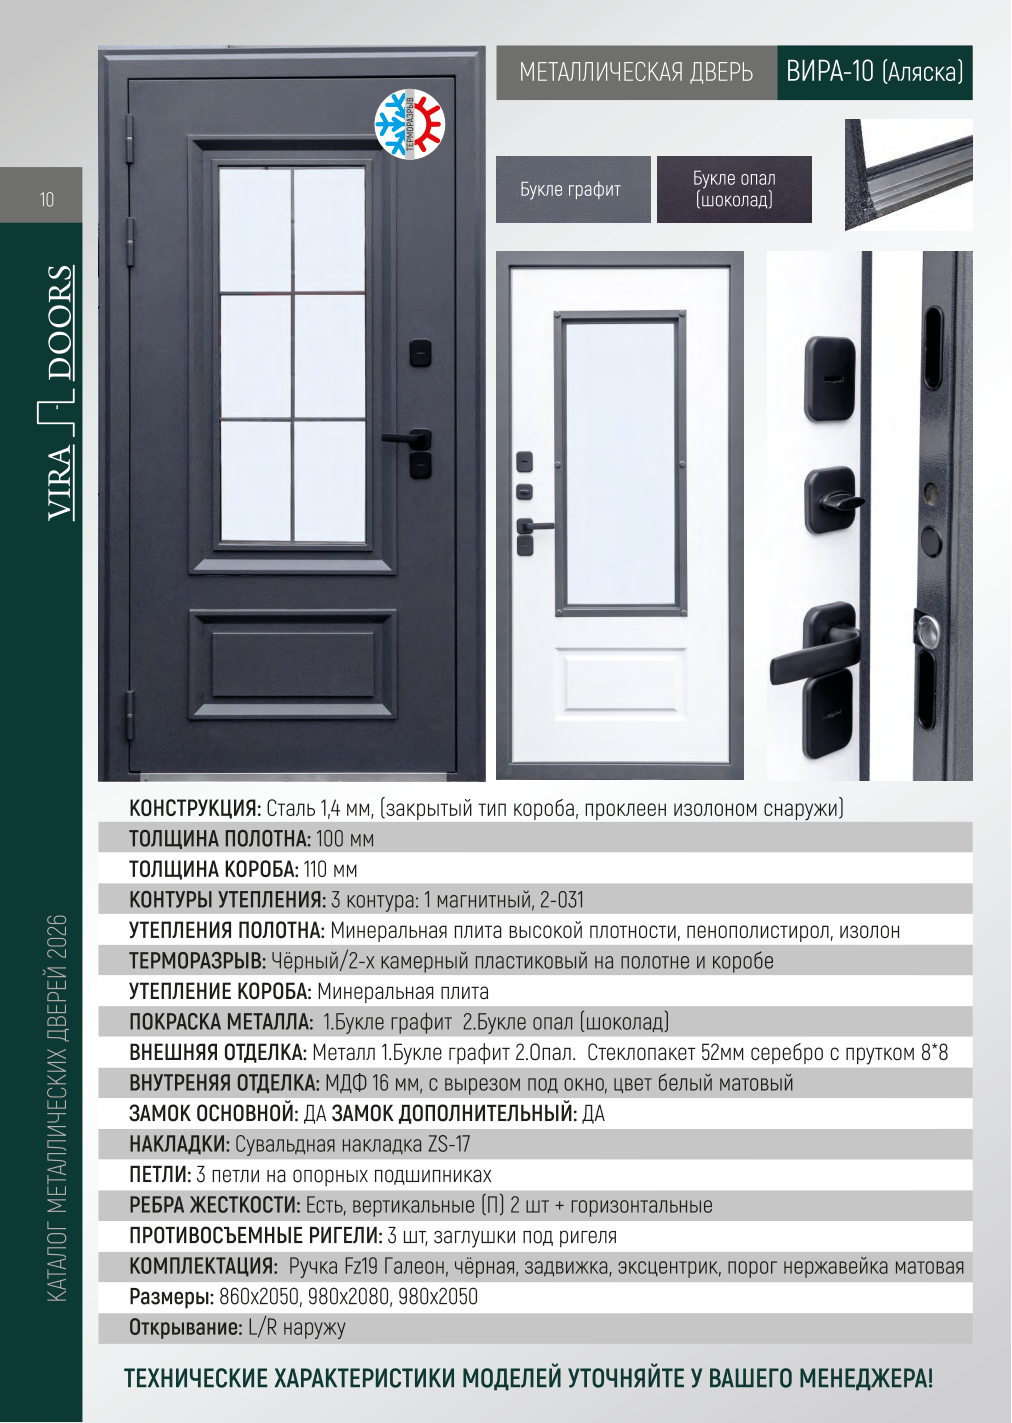 МЕТАЛЛИЧЕСКАЯ ДВЕРЬ
ВИРА-10 (Аляска)
ТЕРМОРАЗРЫВ
Букле графит
Букле опал
(шоколад)
10
VIRA DOORS
КАТАЛОГ МЕТАЛЛИЧЕСКИХ ДВЕРЕЙ 2026
КОНСТРУКЦИЯ: Сталь 1,4 мм, (закрытый тип короба, проклеен изолоном снаружи)
ТОЛЩИНА ПОЛОТНА: 100 мм
ТОЛЩИНА КОРОБА: 110 мм
КОНТУРЫ УТЕПЛЕНИЯ: 3 контура: 1 магнитный, 2-031
УТЕПЛЕНИЯ ПОЛОТНА: Минеральная плита высокой плотности, пенополистирол, изолон
ТЕРМОРАЗРЫВ: Чёрный/2-х камерный пластиковый на полотне и коробе
УТЕПЛЕНИЕ КОРОБА: Минеральная плита
ПОКРАСКА МЕТАЛЛА: 1.Букле графит 2.Букле опал (шоколад)
ВНЕШНЯЯ ОТДЕЛКА: Металл 1.Букле графит 2.Опал. Стеклопакет 52мм серебро с прутком 8*8
ВНУТРЕНЯЯ ОТДЕЛКА: МДФ 16 мм, с вырезом под окно, цвет белый матовый
ЗАМОК ОСНОВНОЙ: ДА ЗАМОК ДОПОЛНИТЕЛЬНЫЙ: ДА
НАКЛАДКИ: Сувальдная накладка ZS-17
ПЕТЛИ: 3 петли на опорных подшипниках
РЕБРА ЖЕСТКОСТИ: Есть, вертикальные (П) 2 шт + горизонтальные
ПРОТИВОСЪЕМНЫЕ РИГЕЛИ: 3 шт, заглушки под ригеля
КОМПЛЕКТАЦИЯ: Ручка Fz19 Галеон, чёрная, задвижка, эксцентрик, порог нержавейка матовая
Размеры: 860х2050, 980х2080, 980х2050
Открывание: L/R наружу
ТЕХНИЧЕСКИЕ ХАРАКТЕРИСТИКИ МОДЕЛЕЙ УТОЧНЯЙТЕ У ВАШЕГО МЕНЕДЖЕРА!